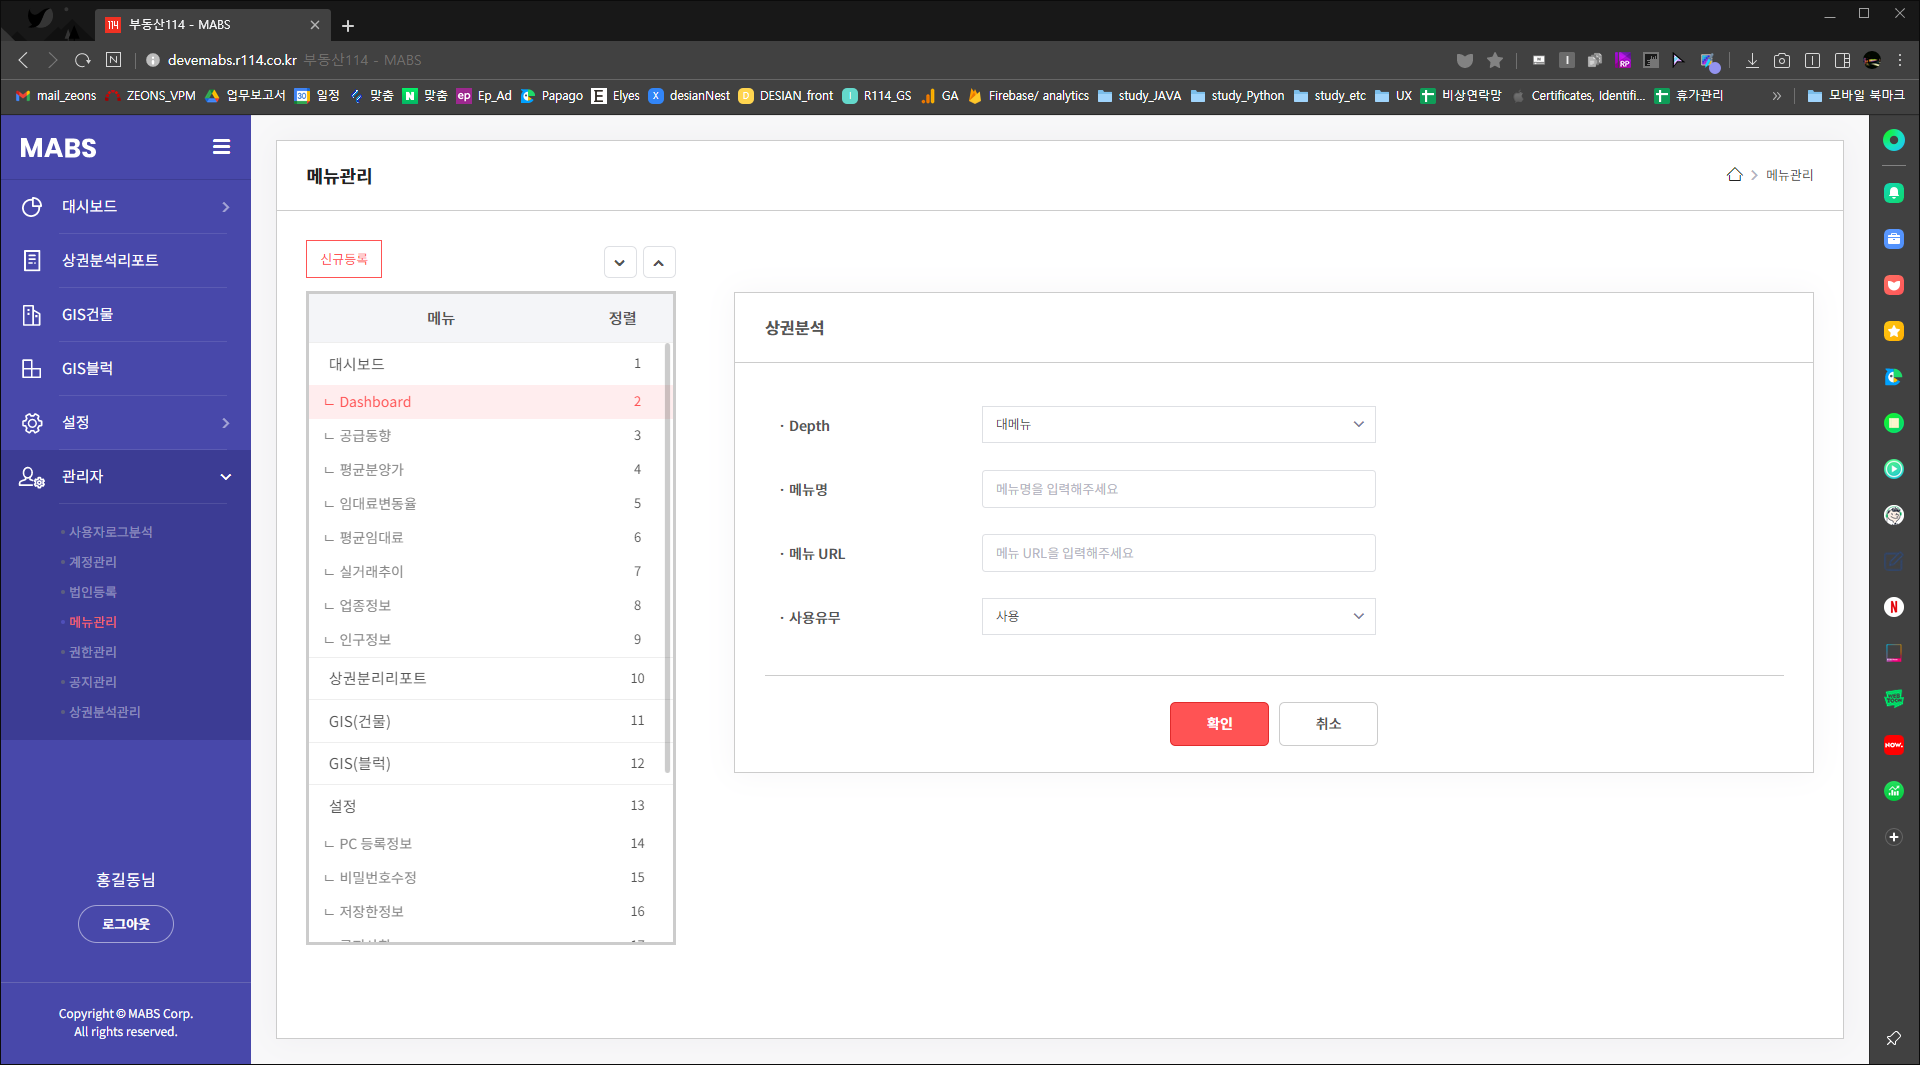 부동산114 - MABS
devemabs.r114.co.kr 부동산114 - MABS
mail_zeons ZEONS_VPM 업무보고서 일정 맞춤 맞춤 Ep_Ad Papago Elyes desianNest DESIAN_front R114_GS GA Firebase/ analytics study_JAVA study_Python study_etc UX 비상연락망 Certificates, Identifi... 휴가관리 모바일 북마크
MABS
대시보드
상권분석리포트
GIS건물
GIS블럭
설정
관리자
사용자로그분석
계정관리
법인등록
메뉴관리
권한관리
공지관리
상권분석관리
홍길동님
로그아웃
Copyright © MABS Corp.
All rights reserved.
메뉴관리
메뉴관리
신규등록
메뉴 정렬
대시보드 1
ㄴ Dashboard 2
ㄴ 공급동향 3
ㄴ 평균분양가 4
ㄴ 임대료변동율 5
ㄴ 평균임대료 6
ㄴ 실거래추이 7
ㄴ 업종정보 8
ㄴ 인구정보 9
상권분리리포트 10
GIS(건물) 11
GIS(블럭) 12
설정 13
ㄴ PC 등록정보 14
ㄴ 비밀번호수정 15
ㄴ 저장한정보 16
상권분석
· Depth 대메뉴
· 메뉴명 메뉴명을 입력해주세요
· 메뉴 URL 메뉴 URL을 입력해주세요
· 사용유무 사용
확인 취소